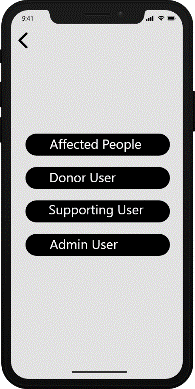 9:41
Affected People
Donor User
Supporting User
Admin User